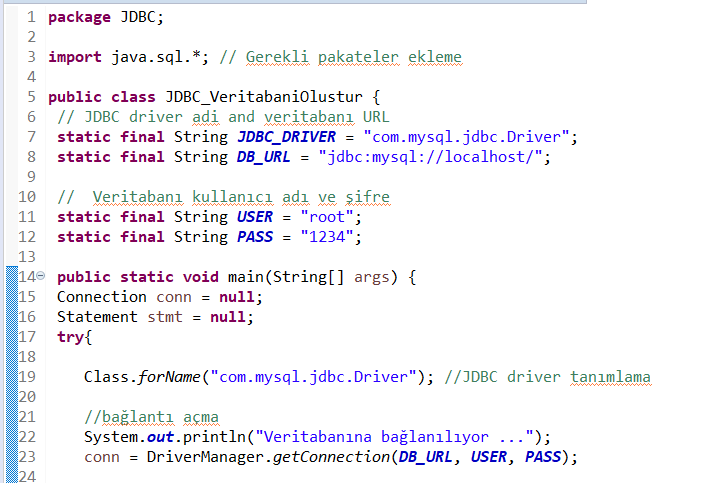 1 package JDBC;
2
3 import java.sql.*; // Gerekli pakateler ekleme
4
5 public class JDBC_VeritabaniOlustur {
6 // JDBC driver adi and veritabanı URL
7 static final String JDBC_DRIVER = "com.mysql.jdbc.Driver";
8 static final String DB_URL = "jdbc:mysql://localhost/";
9
10 //  Veritabanı kullanıcı adı ve şifre
11 static final String USER = "root";
12 static final String PASS = "1234";
13
14 public static void main(String[] args) {
15 Connection conn = null;
16 Statement stmt = null;
17 try{
18
19 Class.forName("com.mysql.jdbc.Driver"); //JDBC driver tanımlama
20
21 //bağlantı açma
22 System.out.println("Veritabanına bağlanılıyor ...");
23 conn = DriverManager.getConnection(DB_URL, USER, PASS);
24